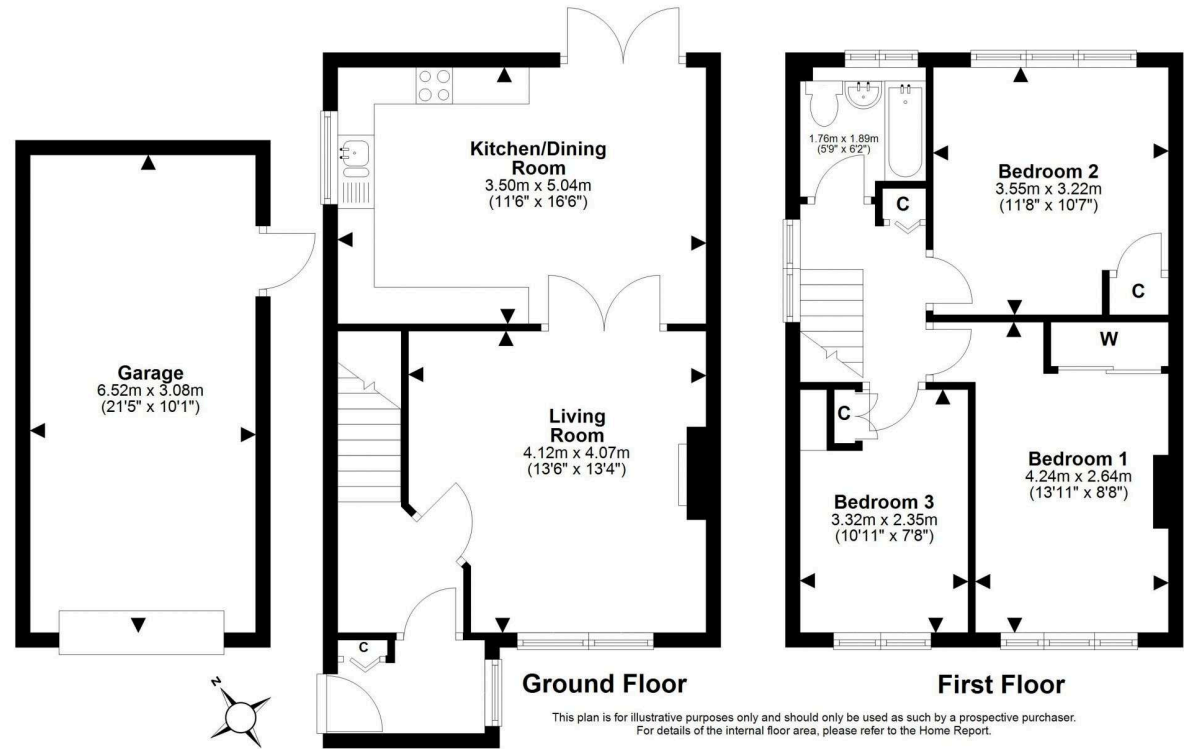 Garage
6.52m x 3.08m
(21'5" x 10'1")
Kitchen/Dining
Room
3.50m x 5.04m
(11'6" x 16'6")
Living
Room
4.12m x 4.07m
(13'6" x 13'4")
C
Ground Floor
1.76m x 1.89m
(5'9" x 6'2")
C
Bedroom 2
3.55m x 3.22m
(11'8" x 10'7")
C
W
C
Bedroom 1
4.24m x 2.64m
(13'11" x 8'8")
Bedroom 3
3.32m x 2.35m
(10'11" x 7'8")
First Floor
N
This plan is for illustrative purposes only and should only be used as such by a prospective purchaser.
For details of the internal floor area, please refer to the Home Report.